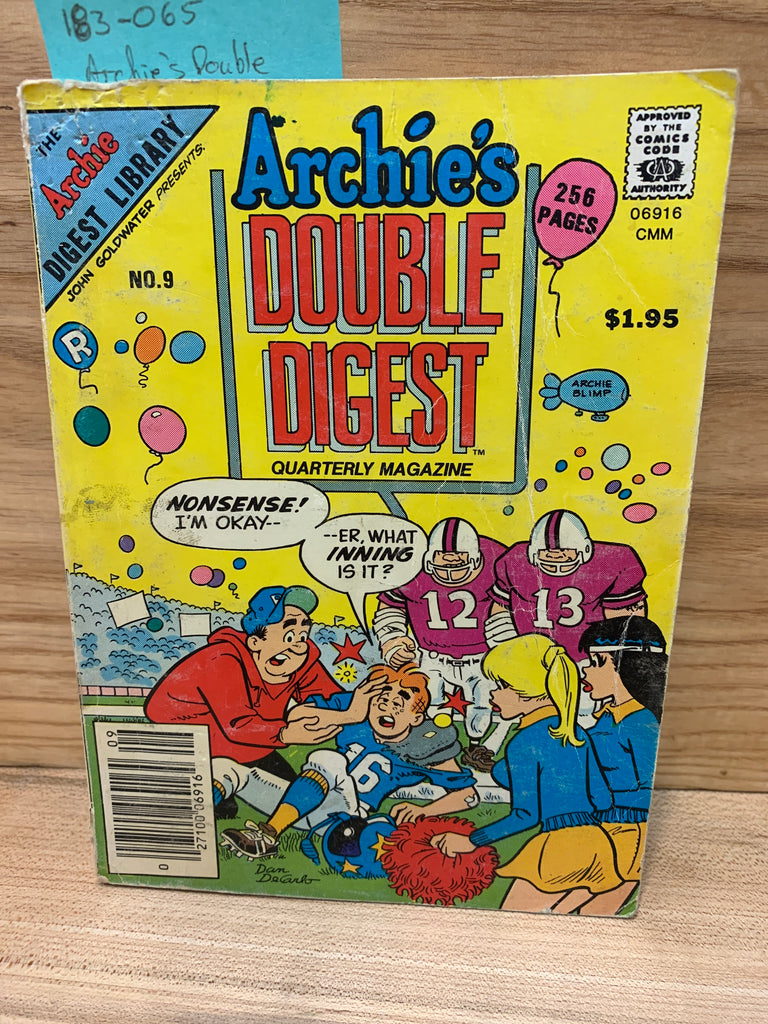 183-065
Archie's Double
THE
Archie
DIGEST LIBRARY
JOHN GOLDWATER PRESENTS.
NO.9
Archie's
DOUBLE
DIGEST™
QUARTERLY MAGAZINE
256
PAGES
APPROVED
BY THE
COMICS
CODE
CA
AUTHORITY
06916
CMM
$1.95
R
ARCHIE
BLIMP
NONSENSE!
I'M OKAY--
--ER, WHAT
INNING
IS IT?
12
13
16
09
0
27100 06916
Dan
DeCarlo